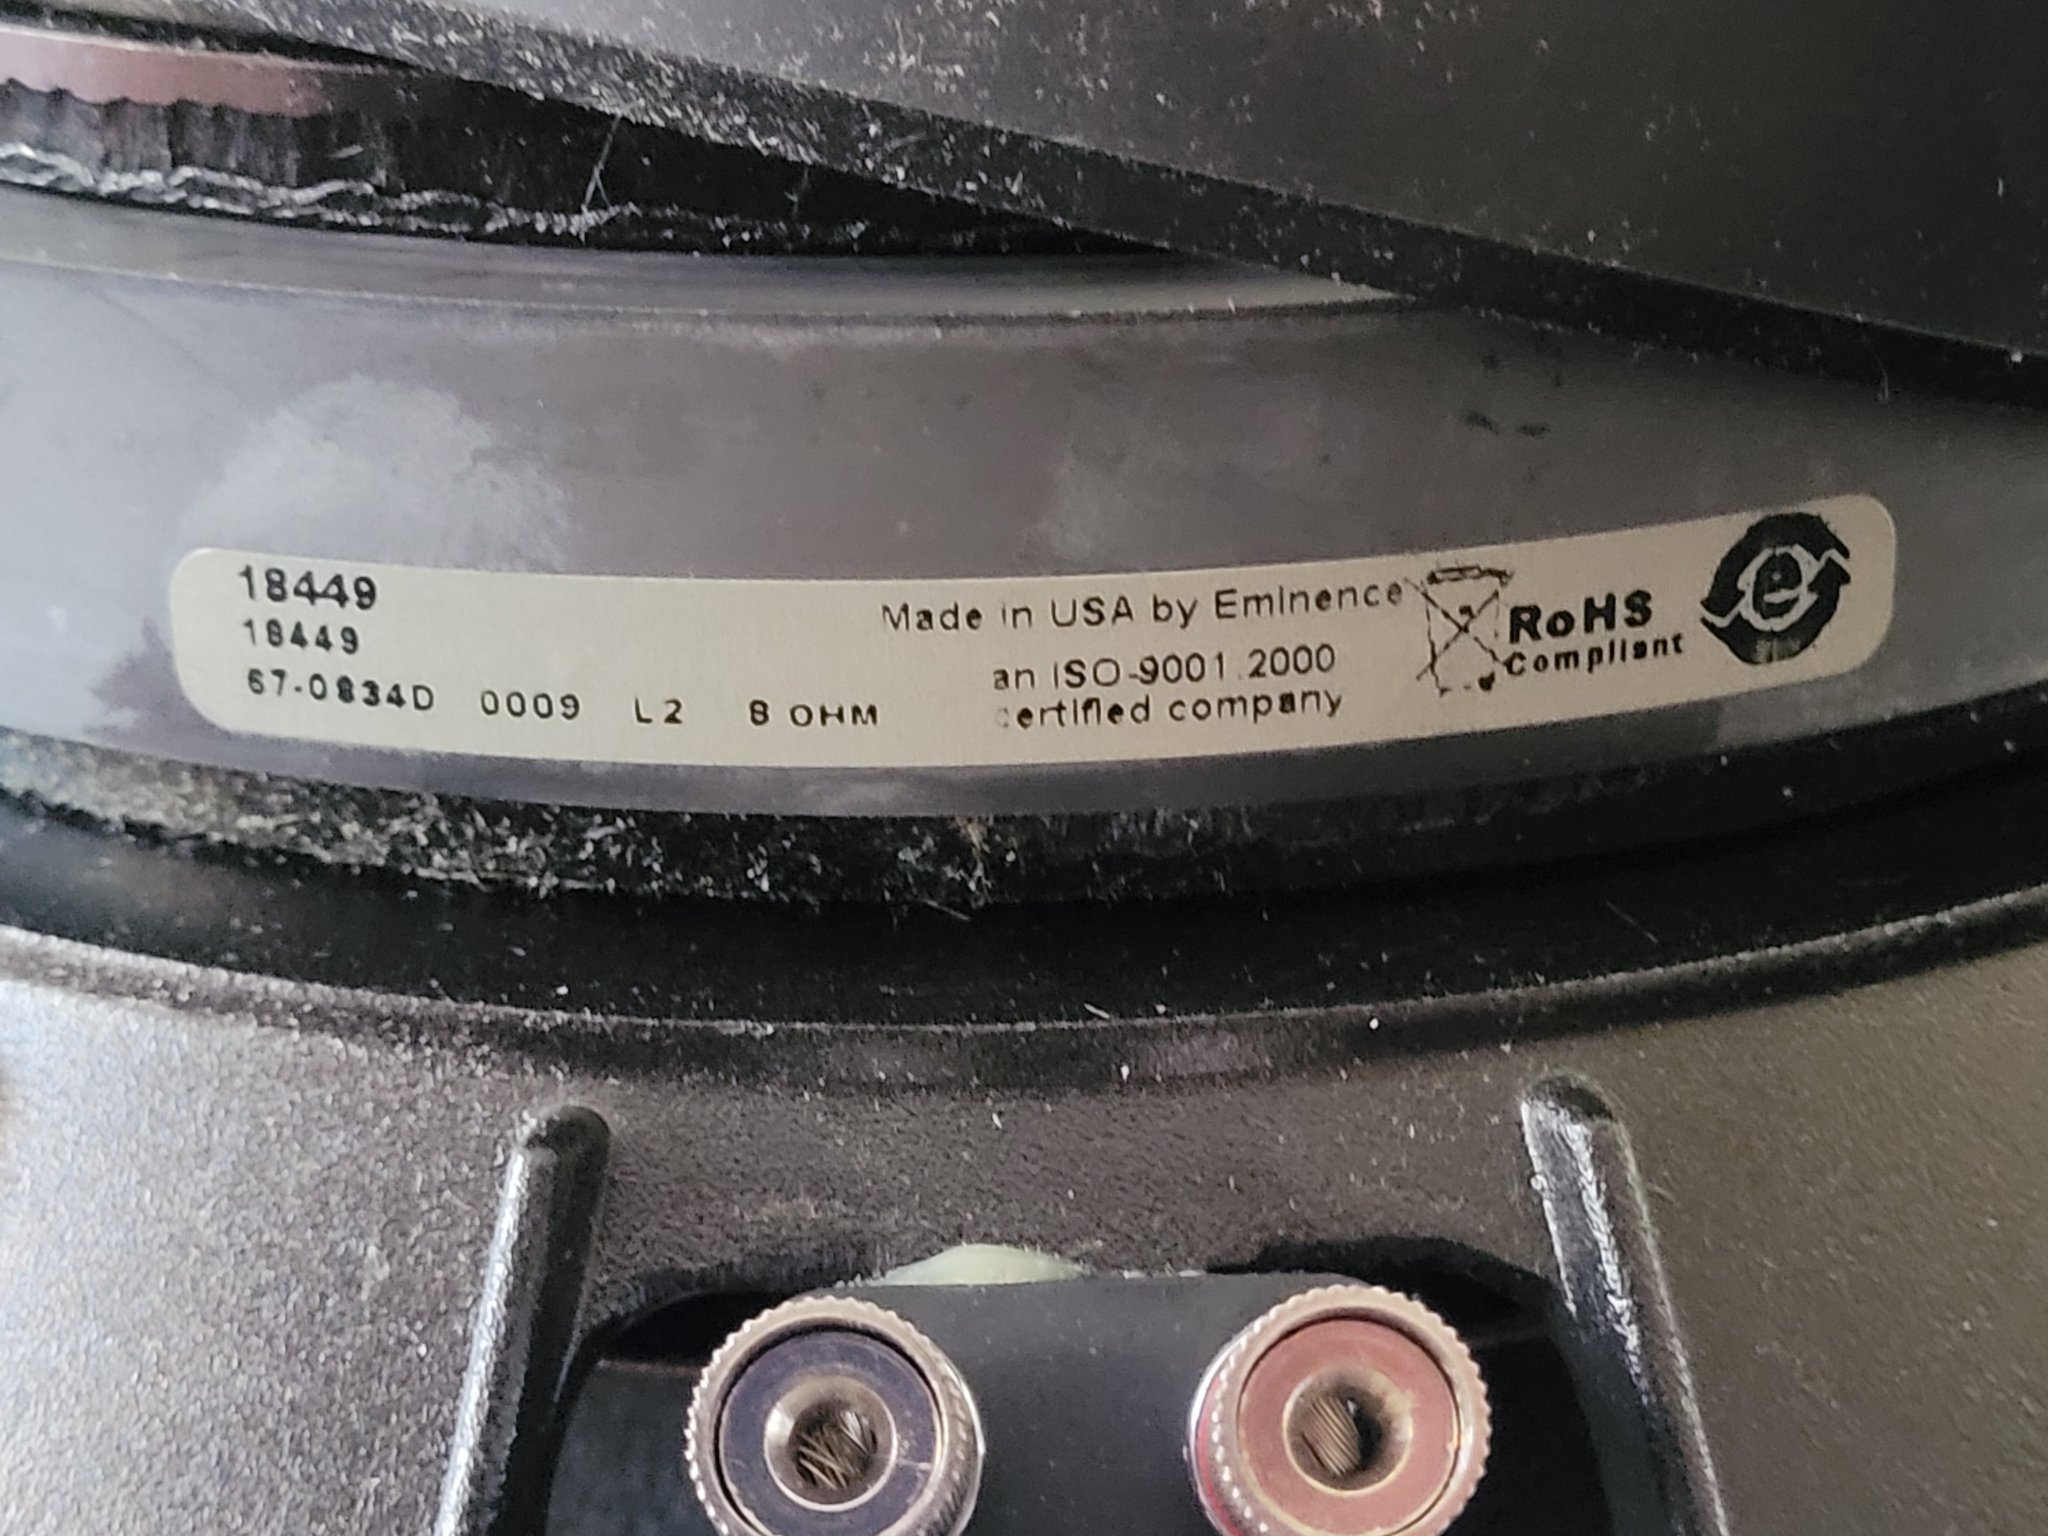 18449
18449
67-0834D 0009 L2 8 OHM
Made in USA by Eminence
an ISO-9001:2000
certified company
RoHS
Compliant
e